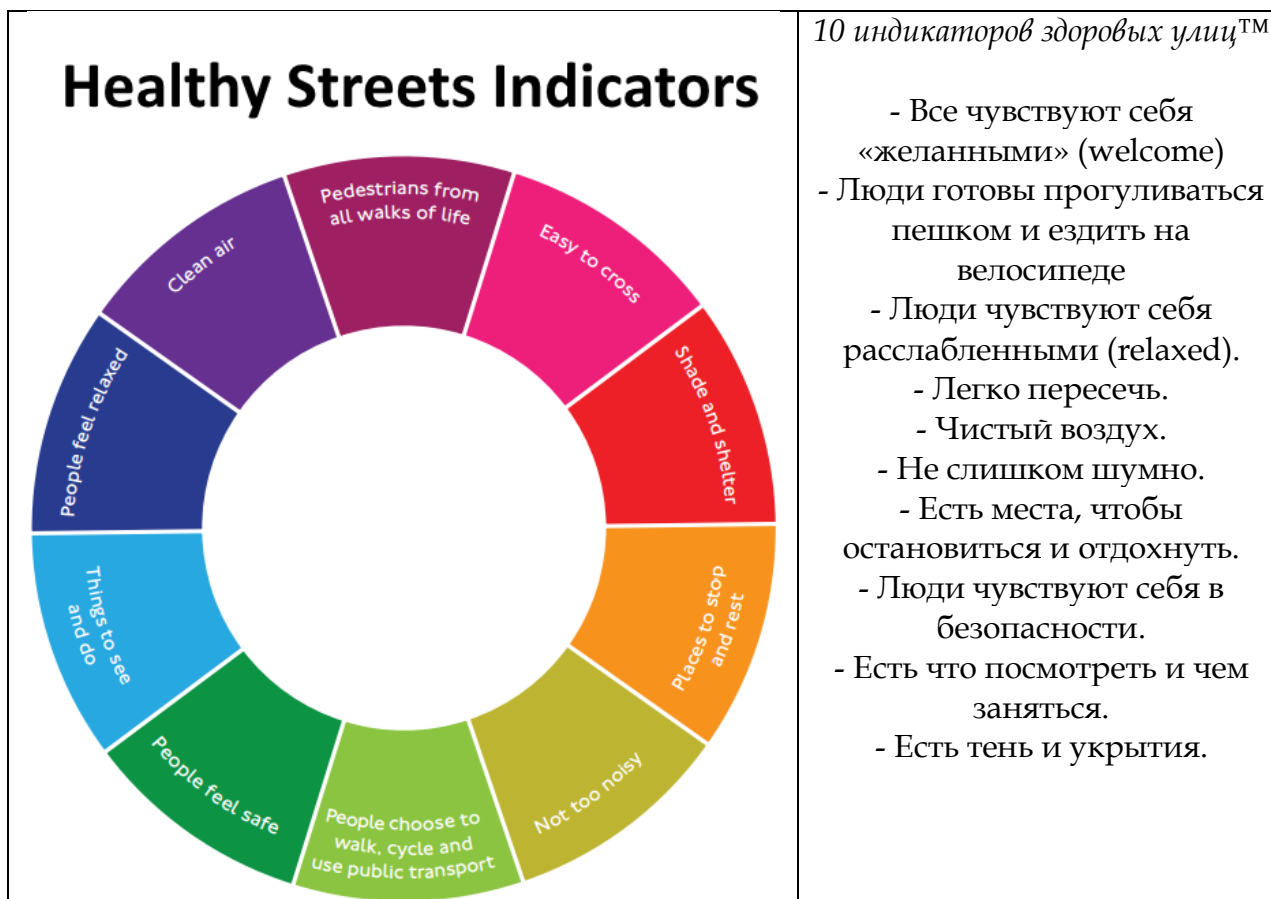 Healthy Streets Indicators
Pedestrians from
all walks of life
Easy to cross
Shade and shelter
Places to stop
and rest
Not too noisy
People choose to
walk, cycle and
use public transport
People feel safe
Things to see
and do
People feel relaxed
Clean air
10 индикаторов здоровых улиц™
- Все чувствуют себя
«желанными» (welcome)
- Люди готовы прогуливаться
пешком и ездить на
велосипеде
- Люди чувствуют себя
расслабленными (relaxed).
- Легко пересечь.
- Чистый воздух.
- Не слишком шумно.
- Есть места, чтобы
остановиться и отдохнуть.
- Люди чувствуют себя в
безопасности.
- Есть что посмотреть и чем
заняться.
- Есть тень и укрытия.